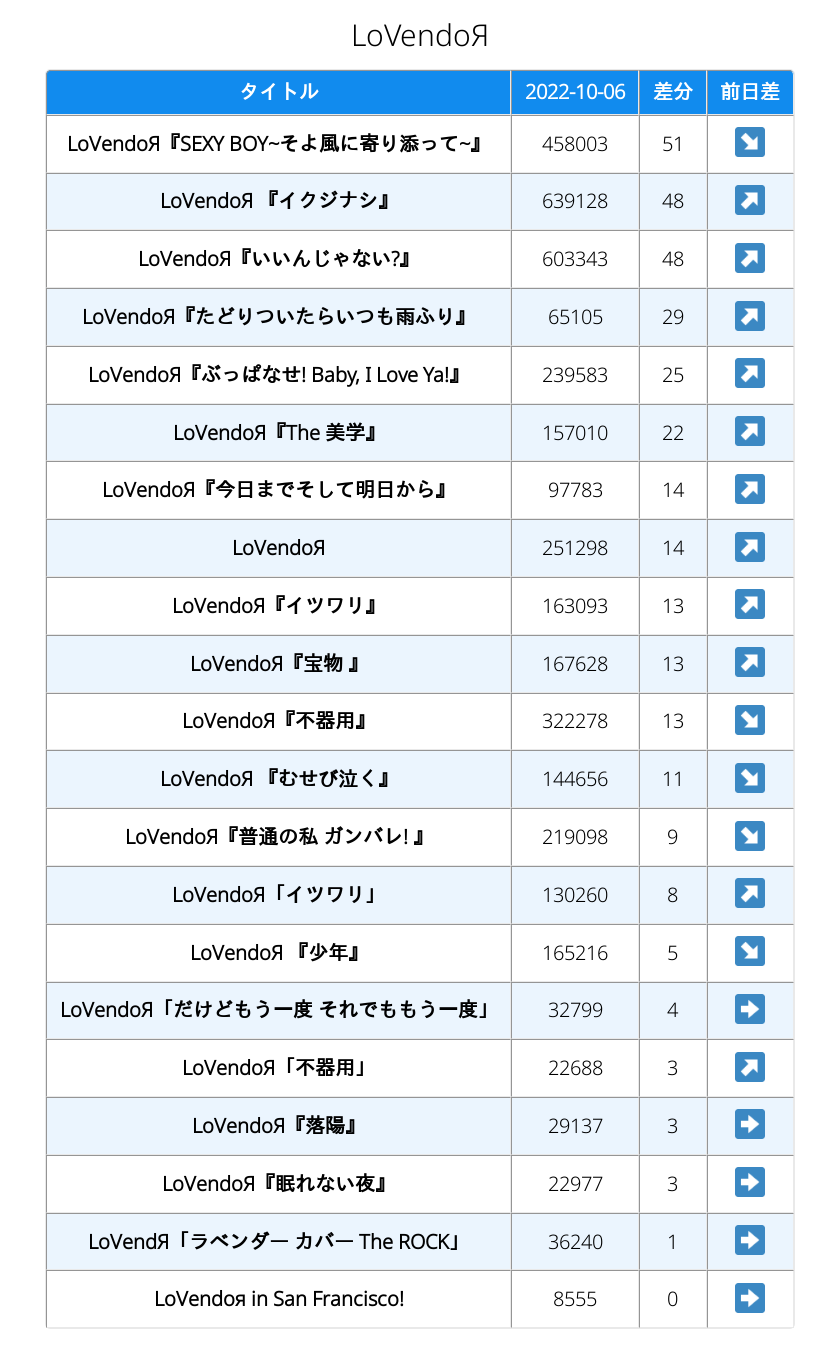 LoVendoЯ
タイトル 2022-10-06 差分 前日差
LoVendoЯ『SEXY BOY~そよ風に寄り添って~』 458003 51 ↘
LoVendoЯ 『イクジナシ』 639128 48 ↗
LoVendoЯ『いいんじゃない?』 603343 48 ↗
LoVendoЯ『たどりついたらいつも雨ふり』 65105 29 ↗
LoVendoЯ『ぶっぱなせ! Baby, I Love Ya!』 239583 25 ↗
LoVendoЯ『The 美学』 157010 22 ↗
LoVendoЯ『今日までそして明日から』 97783 14 ↗
LoVendoЯ 251298 14 ↗
LoVendoЯ『イツワリ』 163093 13 ↗
LoVendoЯ『宝物 』 167628 13 ↗
LoVendoЯ『不器用』 322278 13 ↘
LoVendoЯ 『むせび泣く』 144656 11 ↘
LoVendoЯ『普通の私 ガンバレ! 』 219098 9 ↘
LoVendoЯ「イツワリ」 130260 8 ↗
LoVendoЯ 『少年』 165216 5 ↘
LoVendoЯ「だけどもう一度 それでももう一度」 32799 4 ➡
LoVendoЯ「不器用」 22688 3 ↗
LoVendoЯ『落陽』 29137 3 ➡
LoVendoЯ『眠れない夜』 22977 3 ➡
LoVendЯ「ラベンダー カバー The ROCK」 36240 1 ➡
LoVendoя in San Francisco! 8555 0 ➡